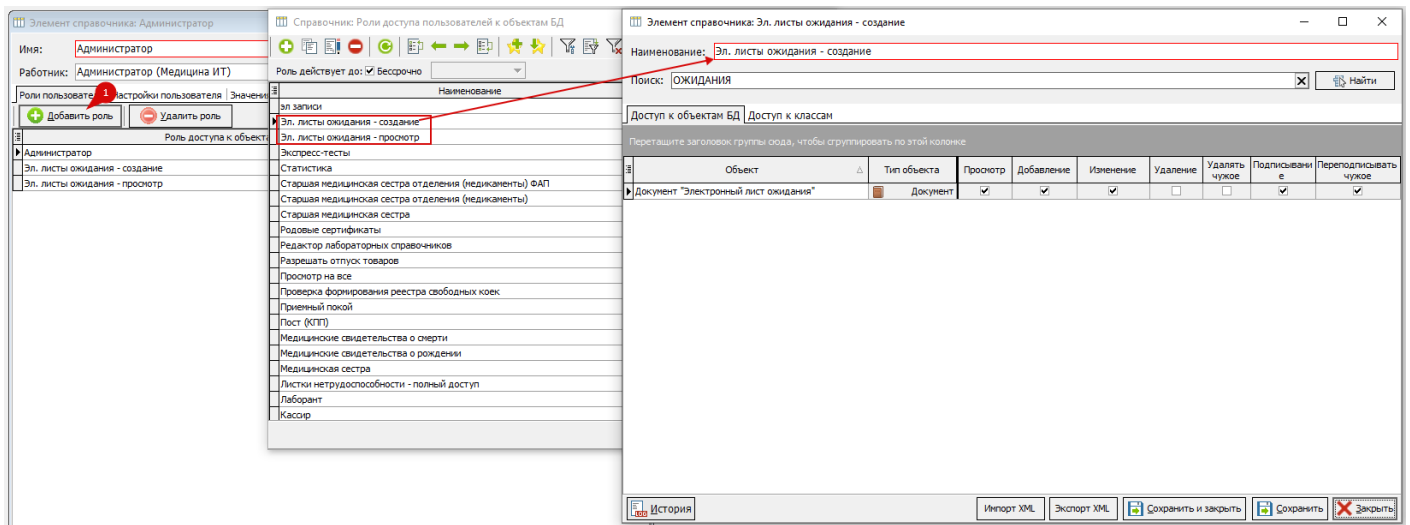 Элемент справочника: Администратор
Имя: Администратор
Работник: Администратор (Медицина ИТ)
Роли пользовате Настройки пользователя Значени
1
Добавить роль Удалить роль
Роль доступа к объекта
Администратор
Эл. листы ожидания - создание
Эл. листы ожидания - просмотр
Справочник: Роли доступа пользователей к объектам БД
Роль действует до: Бессрочно
Наименование
эл записи
Эл. листы ожидания - создание
Эл. листы ожидания - просмотр
Экспресс-тесты
Статистика
Старшая медицинская сестра отделения (медикаменты) ФАП
Старшая медицинская сестра отделения (медикаменты)
Старшая медицинская сестра
Родовые сертификаты
Редактор лабораторных справочников
Разрешать отпуск товаров
Просмотр на все
Проверка формирования реестра свободных коек
Приемный покой
Пост (КПП)
Медицинские свидетельства о смерти
Медицинские свидетельства о рождении
Медицинская сестра
Листки нетрудоспособности - полный доступ
Лаборант
Кассир
Элемент справочника: Эл. листы ожидания - создание
Наименование: Эл. листы ожидания - создание
Поиск: ОЖИДАНИЯ Найти
Доступ к объектам БД Доступ к классам
Перетащите заголовок группы сюда, чтобы сгруппировать по этой колонке
Объект Тип объекта Просмотр Добавление Изменение Удаление Удалять чужое Подписывани е Переподписывать чужое
Документ "Электронный лист ожидания" Документ
История Импорт XML Экспорт XML Сохранить и закрыть Сохранить Закрыть